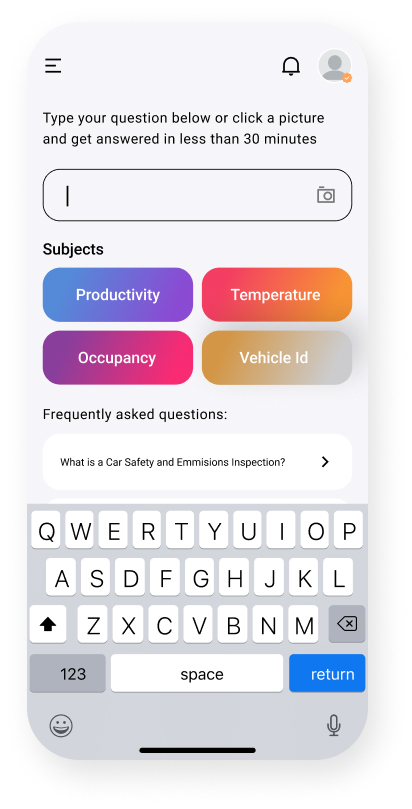 Type your question below or click a picture
and get answered in less than 30 minutes
Subjects
Productivity Temperature
Occupancy Vehicle Id
Frequently asked questions:
What is a Car Safety and Emmisions Inspection?
Q W E R T Y U I O P
A S D F G H J K L
Z X C V B N M
123 space return